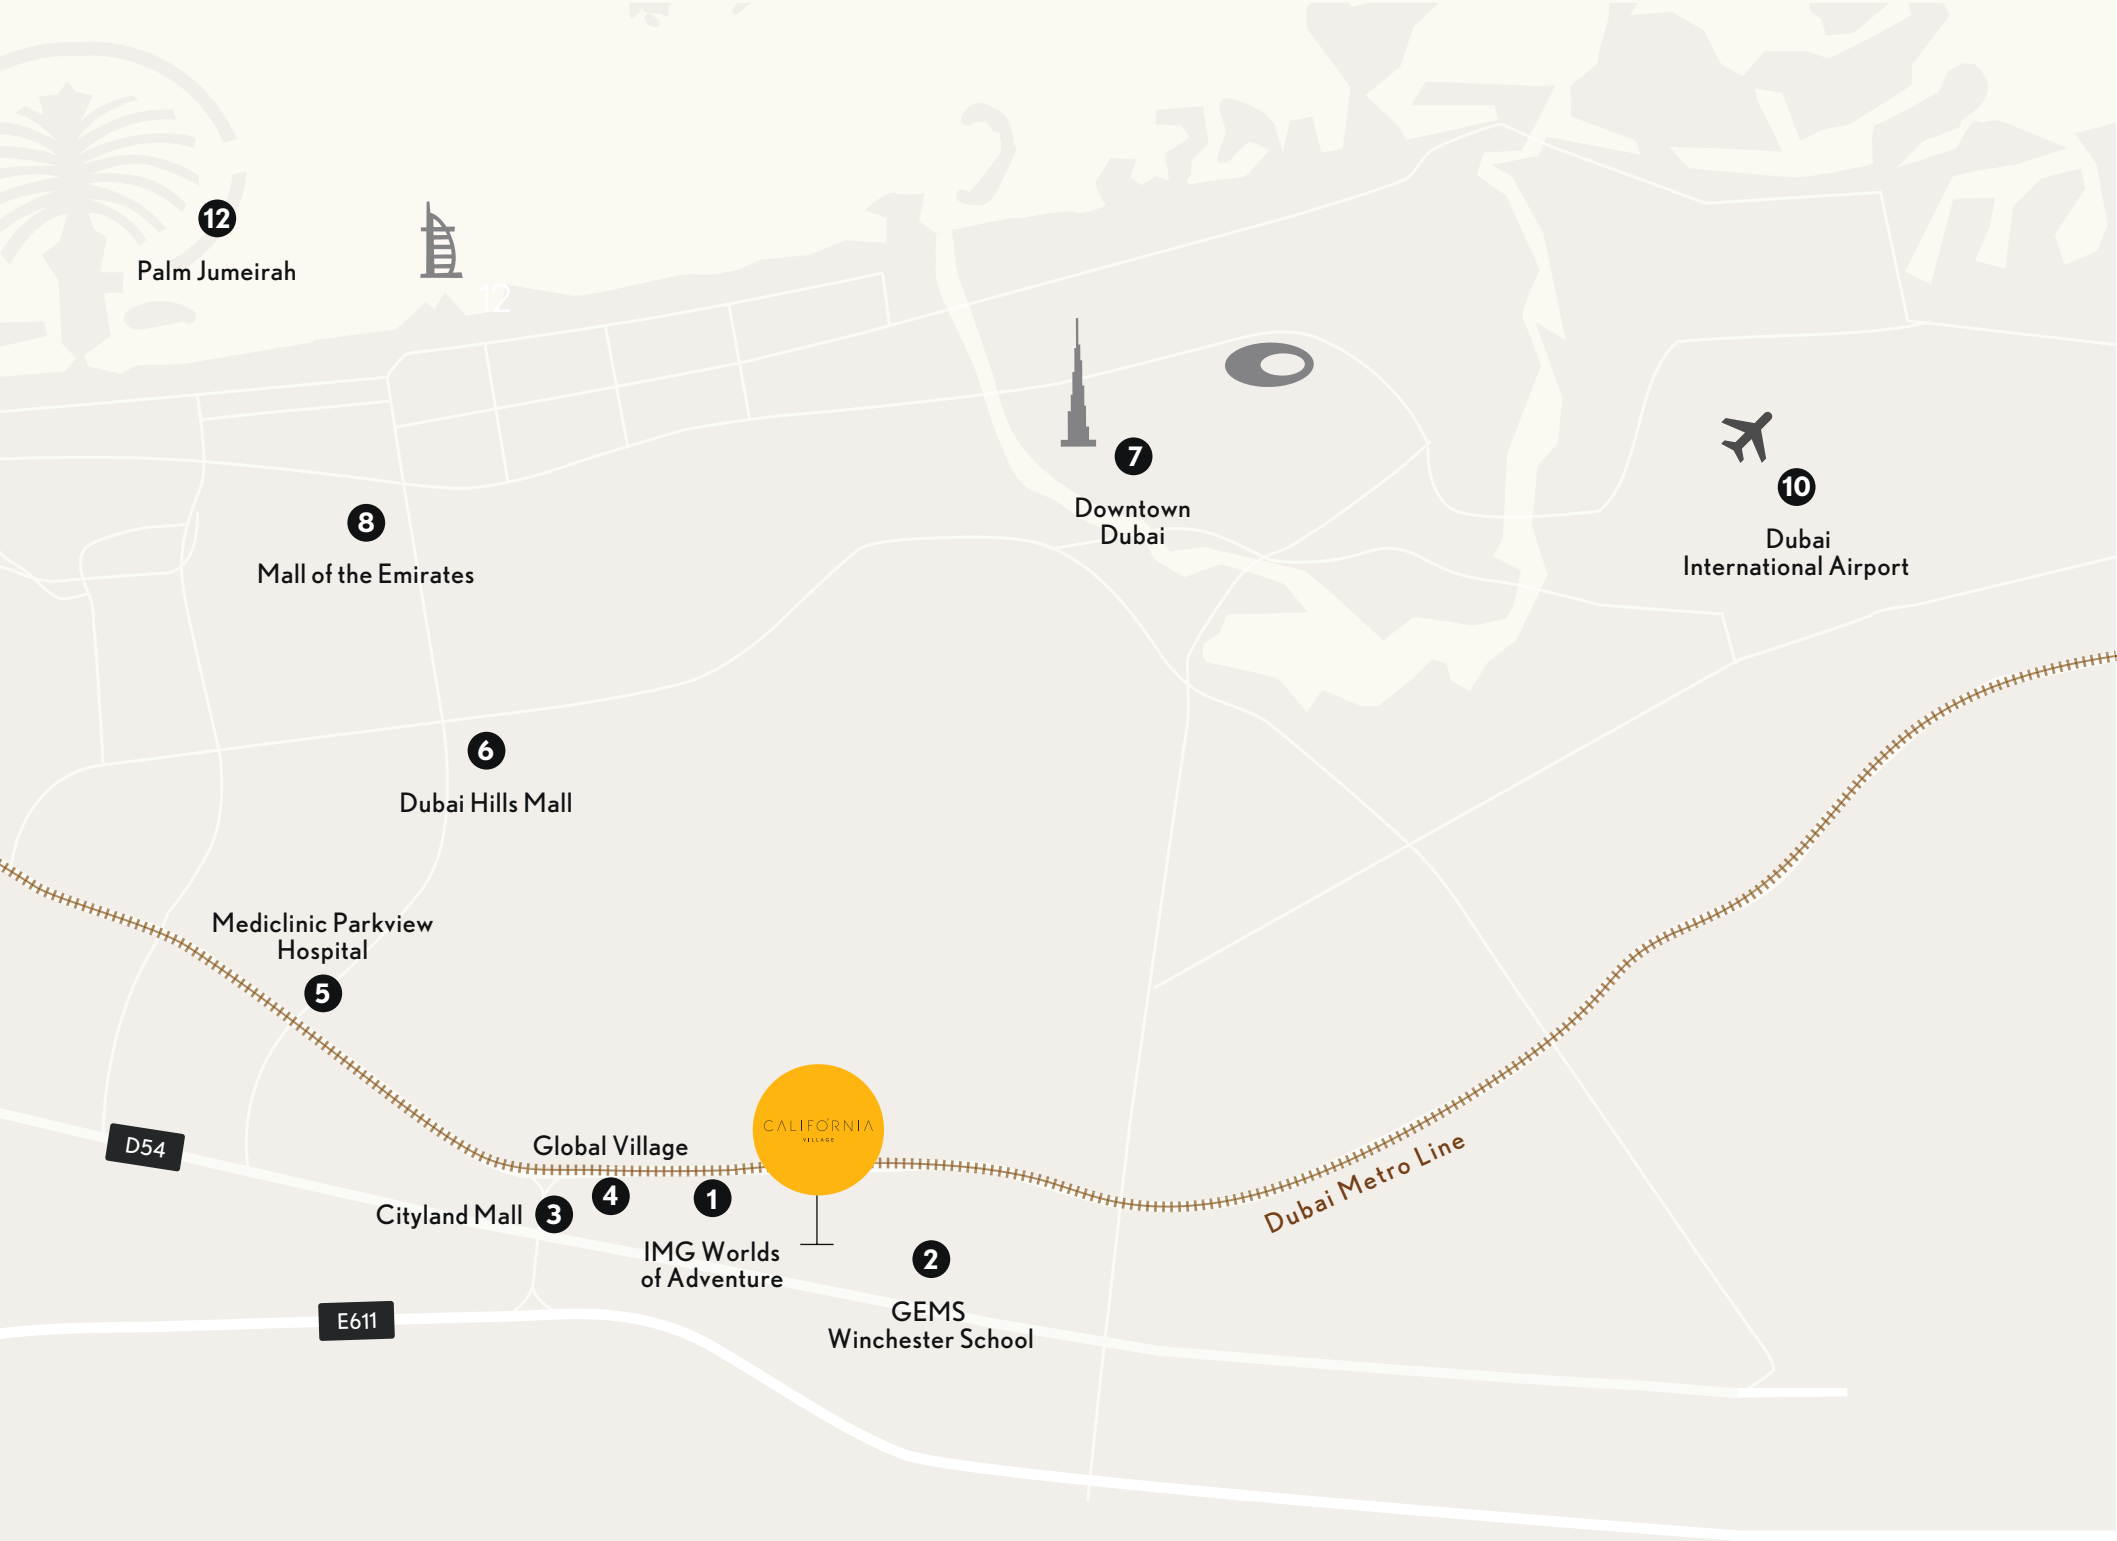 12
Palm Jumeirah
12
7
Downtown
Dubai
10
Dubai
International Airport
8
Mall of the Emirates
6
Dubai Hills Mall
Mediclinic Parkview
Hospital
5
D54
Global Village
4
Cityland Mall
3
1
IMG Worlds
of Adventure
CALIFORNIA
VILLAGE
2
GEMS
Winchester School
Dubai Metro Line
E611